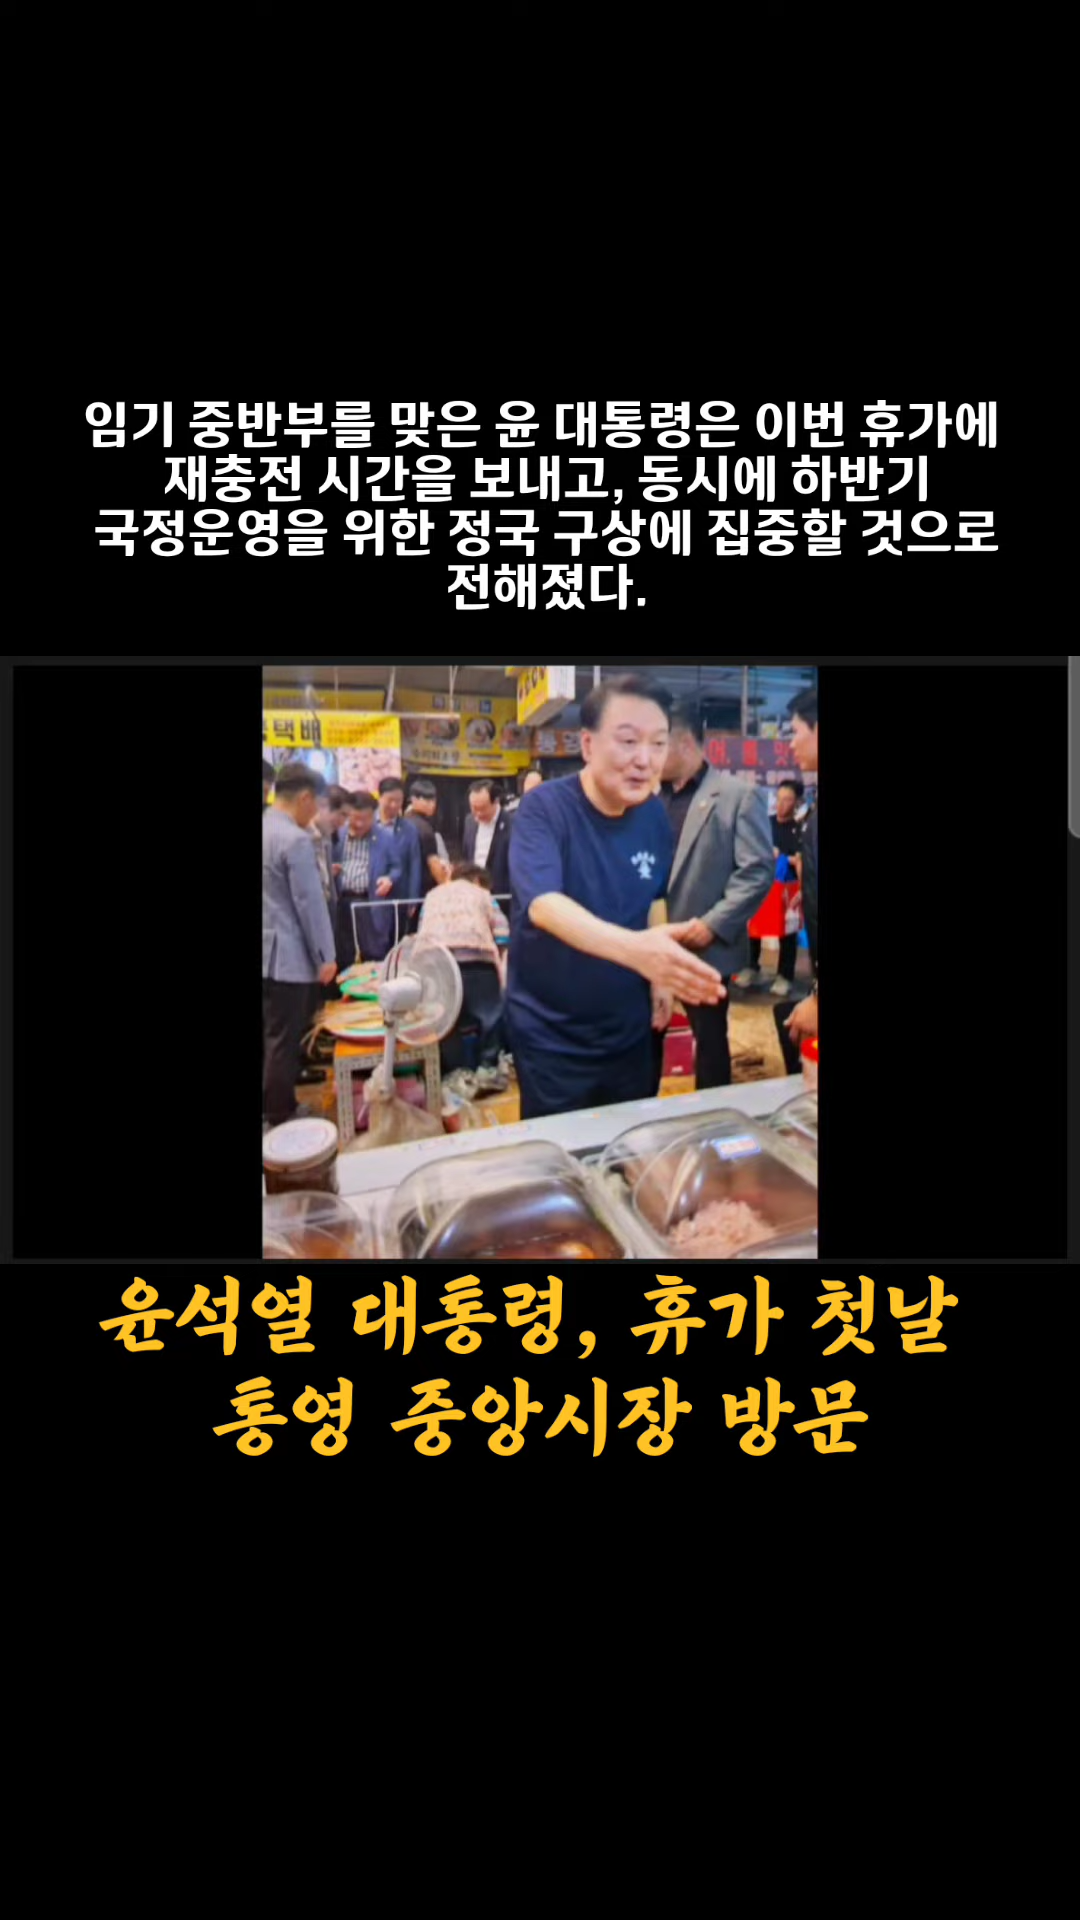 임기 중반부를 맞은 윤 대통령은 이번 휴가에
재충전 시간을 보내고, 동시에 하반기
국정운영을 위한 정국 구상에 집중할 것으로
전해졌다.
택배
윤석열 대통령, 휴가 첫날
통영 중앙시장 방문